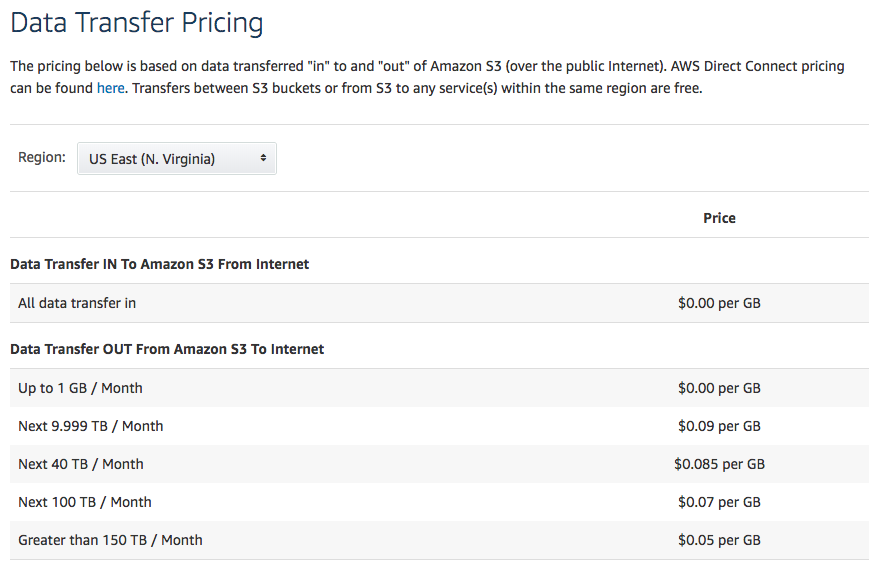 Data Transfer Pricing
The pricing below is based on data transferred "in" to and "out" of Amazon S3 (over the public Internet). AWS Direct Connect pricing
can be found here. Transfers between S3 buckets or from S3 to any service(s) within the same region are free.
Region: US East (N. Virginia)
Price
Data Transfer IN To Amazon S3 From Internet
All data transfer in $0.00 per GB
Data Transfer OUT From Amazon S3 To Internet
Up to 1 GB / Month $0.00 per GB
Next 9.999 TB / Month $0.09 per GB
Next 40 TB / Month $0.085 per GB
Next 100 TB / Month $0.07 per GB
Greater than 150 TB / Month $0.05 per GB